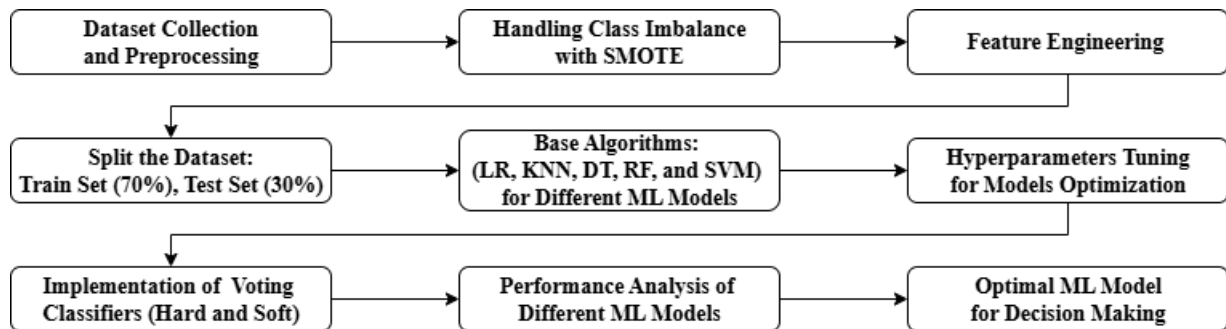 Dataset Collection
and Preprocessing
Handling Class Imbalance
with SMOTE
Feature Engineering
Split the Dataset:
Train Set (70%), Test Set (30%)
Base Algorithms:
(LR, KNN, DT, RF, and SVM)
for Different ML Models
Hyperparameters Tuning
for Models Optimization
Implementation of Voting
Classifiers (Hard and Soft)
Performance Analysis of
Different ML Models
Optimal ML Model
for Decision Making